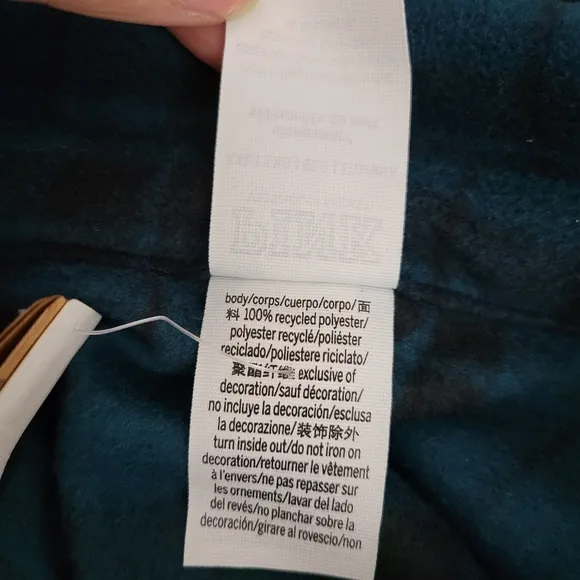 PINK
body/corps/cuerpo/corpo/面
料 100% recycled polyester/
polyester recyclé/poliéster
reciclado/poliestere riciclato/
聚酯纤维 exclusive of
decoration/sauf décoration/
no incluye la decoración/esclusa
la decorazione/装饰除外
turn inside out/do not iron on
decoration/retourner le vêtement
à l'envers/ne pas repasser sur
les ornements/lavar del lado
del revés/no planchar sobre la
decoración/girare al rovescio/non